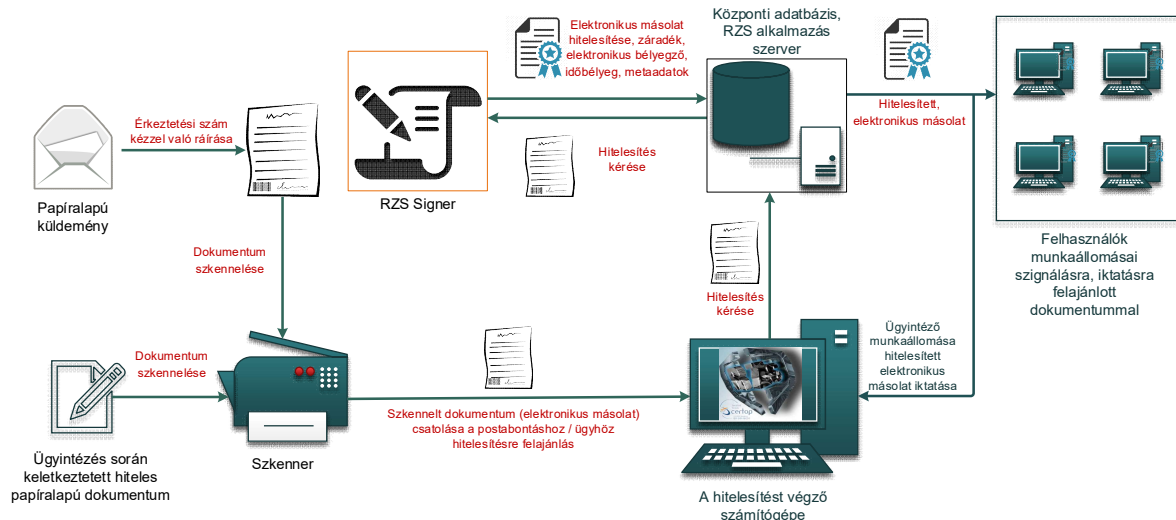 Elektronikus másolat
hitelesítése, záradék,
elektronikus bélyegző,
időbélyeg, metaadatok
Központi adatbázis,
RZS alkalmazás
szerver
Hitelesített,
elektronikus másolat
Érkeztetési szám
kézzel való ráírása
Hitelesítés
kérése
Papíralapú
küldemény
RZS Signer
Felhasználók
munkaállomásai
szignálásra, iktatásra
felajánlott
dokumentummal
Dokumentum
szkennelése
Hitelesítés
kérése
Ügyintéző
munkaállomása
hitelesített
elektronikus
másolat iktatása
Dokumentum
szkennelése
cerfop
Szkennelt dokumentum (elektronikus másolat)
csatolása a postabontáshoz / ügyhöz
hitelesítésre felajánlás
Ügyintézés során
keletkeztetett hiteles
papíralapú dokumentum
Szkenner
A hitelesítést végző
számítógépe